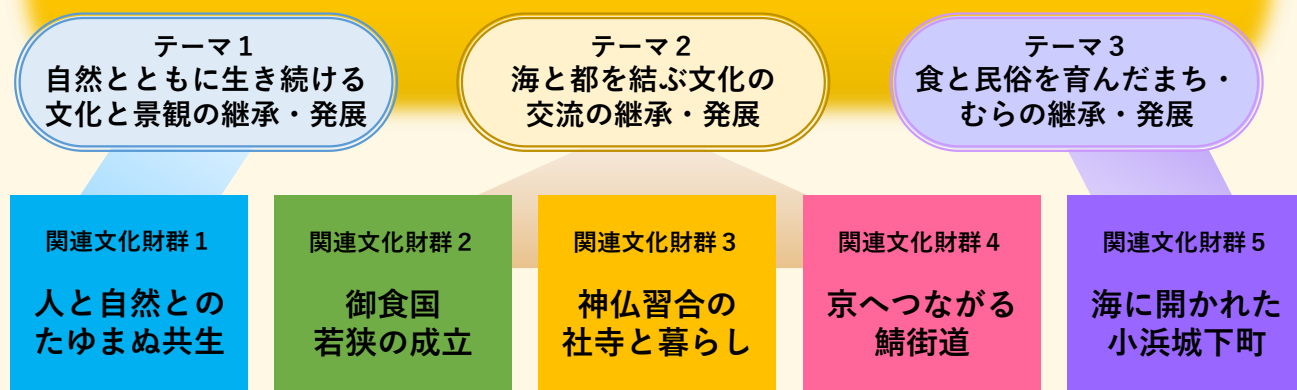 テーマ1
自然とともに生き続ける
文化と景観の継承・発展
テーマ2
海と都を結ぶ文化の
交流の継承・発展
テーマ3
食と民俗を育んだまち・
むらの継承・発展
関連文化財群1
人と自然との
たゆまぬ共生
関連文化財群2
御食国
若狭の成立
関連文化財群3
神仏習合の
社寺と暮らし
関連文化財群4
京へつながる
鯖街道
関連文化財群5
海に開かれた
小浜城下町